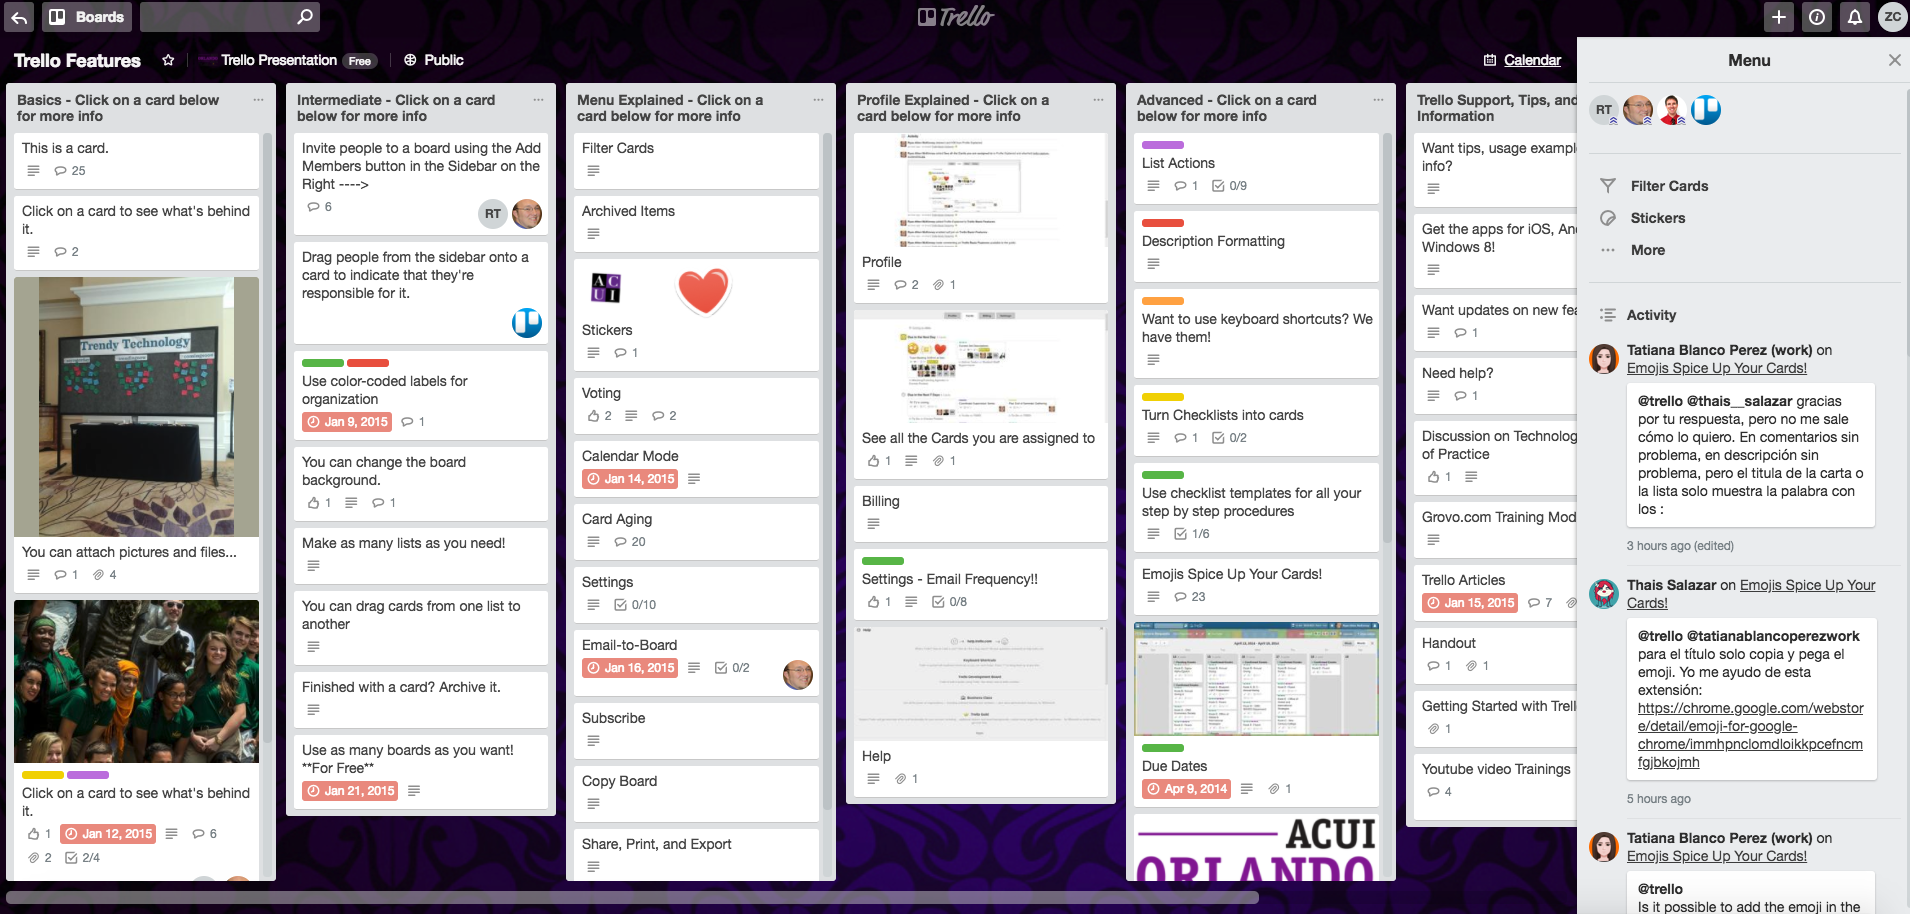 Boards
Trello
ZC
Trello Features
Trello Presentation Free
Public
Calendar
Basics - Click on a card below
for more info
This is a card.
25
Click on a card to see what's behind
it.
2
Trendy Technology
You can attach pictures and files...
1 4
Click on a card to see what's behind
it.
1 Jan 12, 2015 6
2 2/4
Intermediate - Click on a card
below for more info
Invite people to a board using the Add
Members button in the Sidebar on the
Right ---->
6
RT
Drag people from the sidebar onto a
card to indicate that they're
responsible for it.
Use color-coded labels for
organization
Jan 9, 2015 1
You can change the board
background.
1 1
Make as many lists as you need!
You can drag cards from one list to
another
Finished with a card? Archive it.
Use as many boards as you want!
**For Free**
Jan 21, 2015
Menu Explained - Click on a
card below for more info
Filter Cards
Archived Items
AC
UI
Stickers
1
Voting
2 2
Calendar Mode
Jan 14, 2015
Card Aging
20
Settings
0/10
Email-to-Board
Jan 16, 2015 0/2
Subscribe
Copy Board
Share, Print, and Export
Profile Explained - Click on a
card below for more info
Profile
2 1
See all the Cards you are assigned to
1 1
Billing
Settings - Email Frequency!!
1 0/8
Help
1
Advanced - Click on a card
below for more info
List Actions
1 0/9
Description Formatting
Want to use keyboard shortcuts? We
have them!
Turn Checklists into cards
1 0/2
Use checklist templates for all your
step by step procedures
1/6
Emojis Spice Up Your Cards!
23
Due Dates
Apr 9, 2014 1
ACUI
ORLANDO
Trello Support, Tips, and
Information
Want tips, usage exampl
info?
Get the apps for iOS, An
Windows 8!
Want updates on new fea
1
Need help?
1
Discussion on Technolog
of Practice
1
Grovo.com Training Mod
Trello Articles
Jan 15, 2015 7
Handout
1 1
Getting Started with Trell
1
Youtube video Trainings
4
Menu
RT
Filter Cards
Stickers
More
Activity
Tatiana Blanco Perez (work) on
Emojis Spice Up Your Cards!
@trello @thais__salazar gracias
por tu respuesta, pero no me sale
cómo lo quiero. En comentarios sin
problema, en descripción sin
problema, pero el titula de la carta o
la lista solo muestra la palabra con
los :
3 hours ago (edited)
Thais Salazar on Emojis Spice Up Your
Cards!
@trello @tatianablancoperezwork
para el título solo copia y pega el
emoji. Yo me ayudo de esta
extensión:
https://chrome.google.com/webstor
e/detail/emoji-for-google-
chrome/immhpnclomdloikkpcefncm
fgjbkojmh
5 hours ago
Tatiana Blanco Perez (work) on
Emojis Spice Up Your Cards!
@trello
Is it possible to add the emoji in the